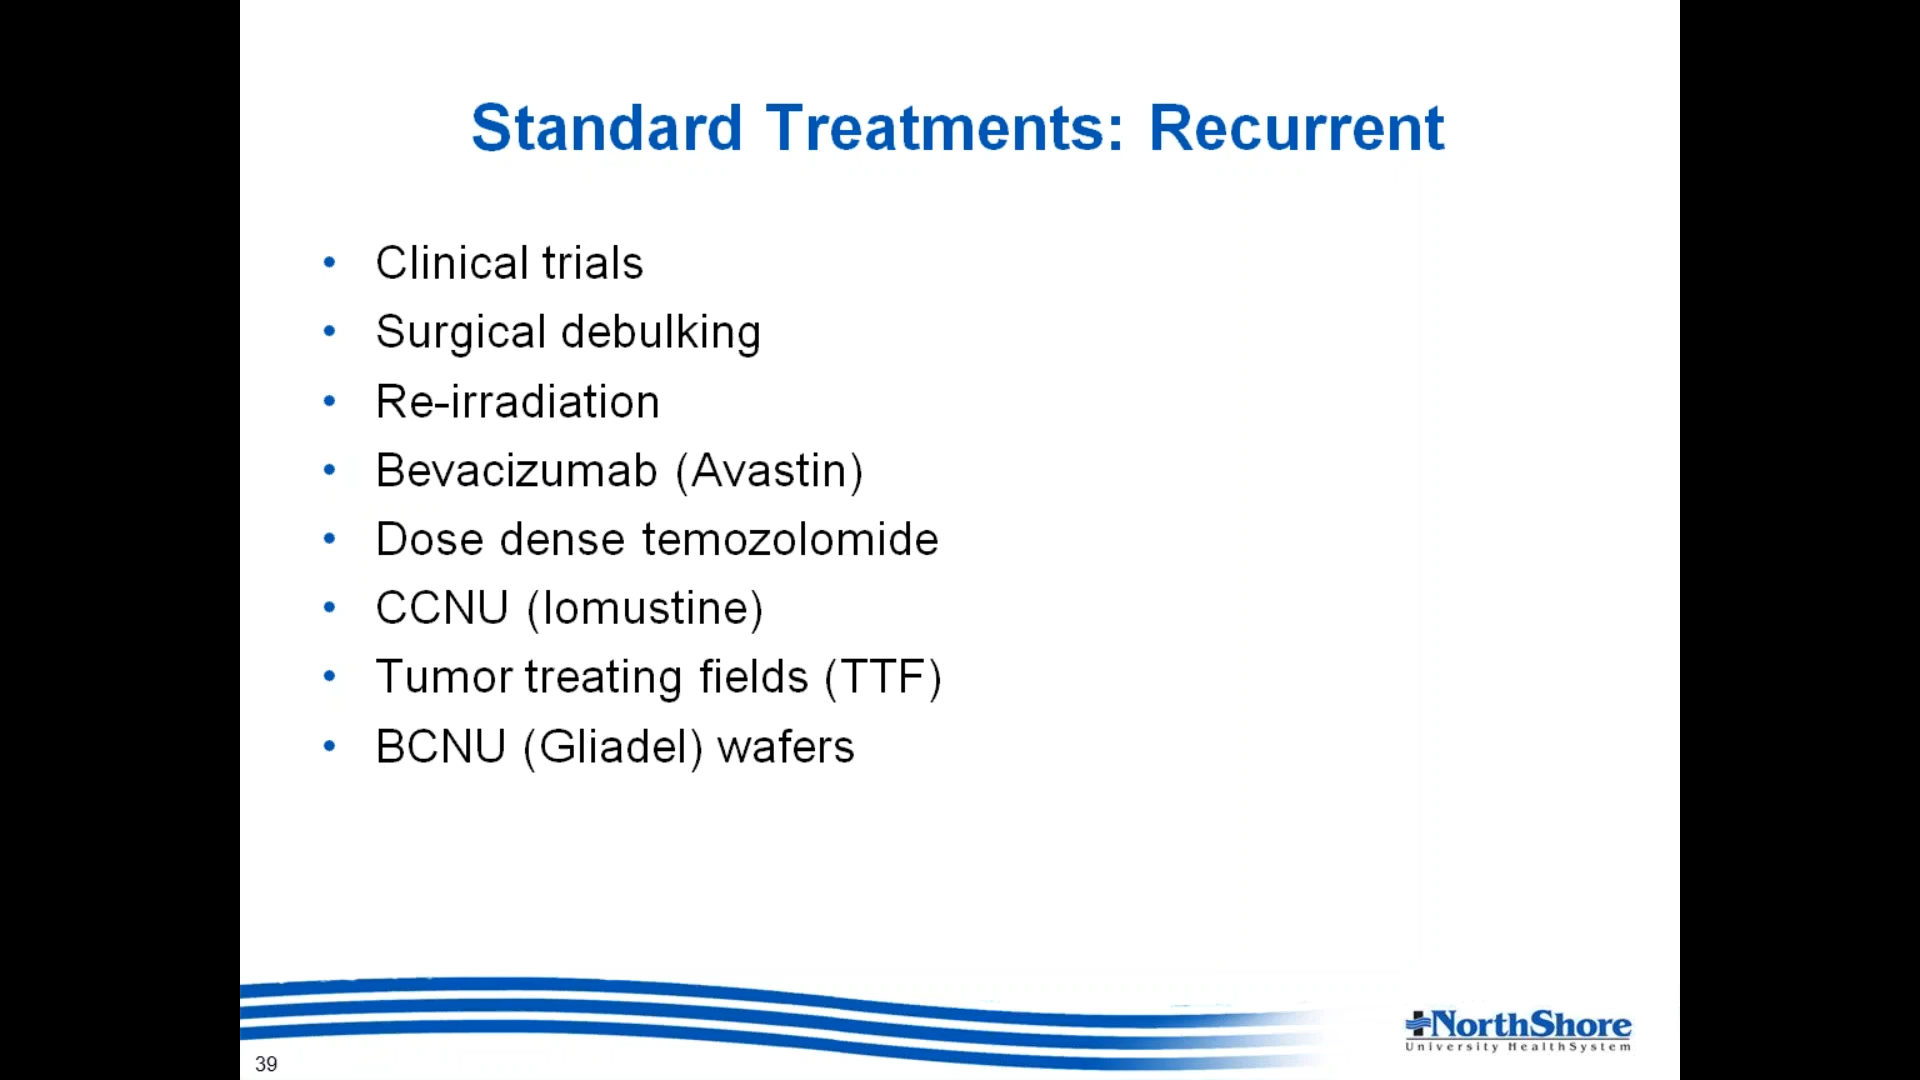 Standard Treatments: Recurrent
• Clinical trials
• Surgical debulking
• Re-irradiation
• Bevacizumab (Avastin)
• Dose dense temozolomide
• CCNU (lomustine)
• Tumor treating fields (TTF)
• BCNU (Gliadel) wafers
NorthShore
University HealthSystem
39